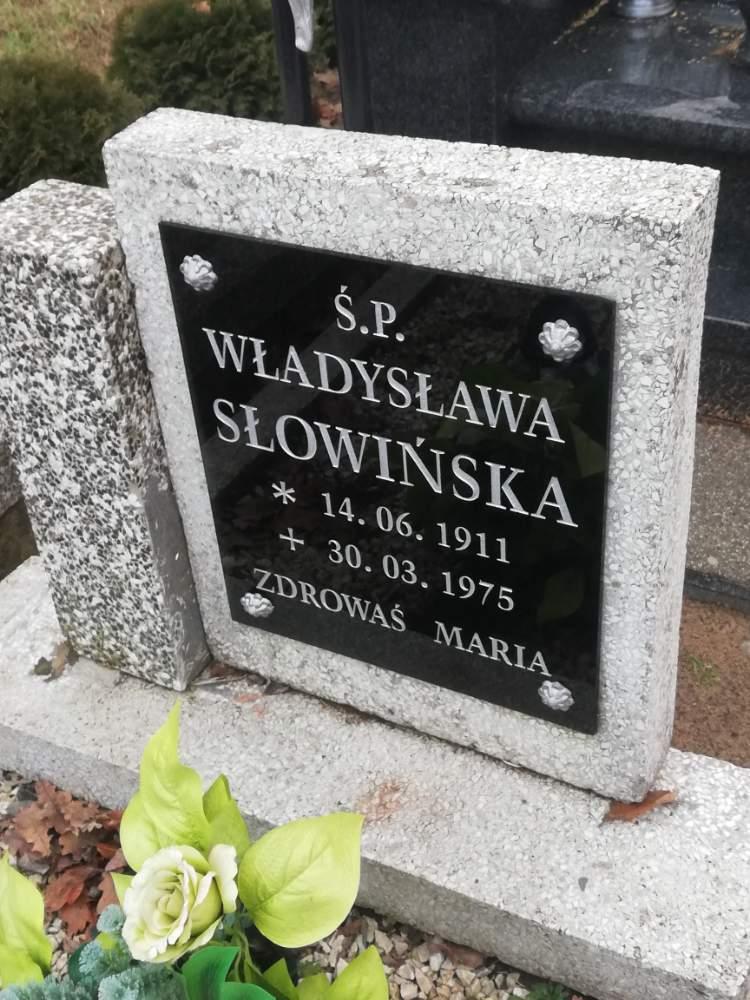 Ś.P.
WŁADYSŁAWA
SŁOWIŃSKA
* 14.06.1911
+ 30.03.1975
ZDROWAŚ MARIA